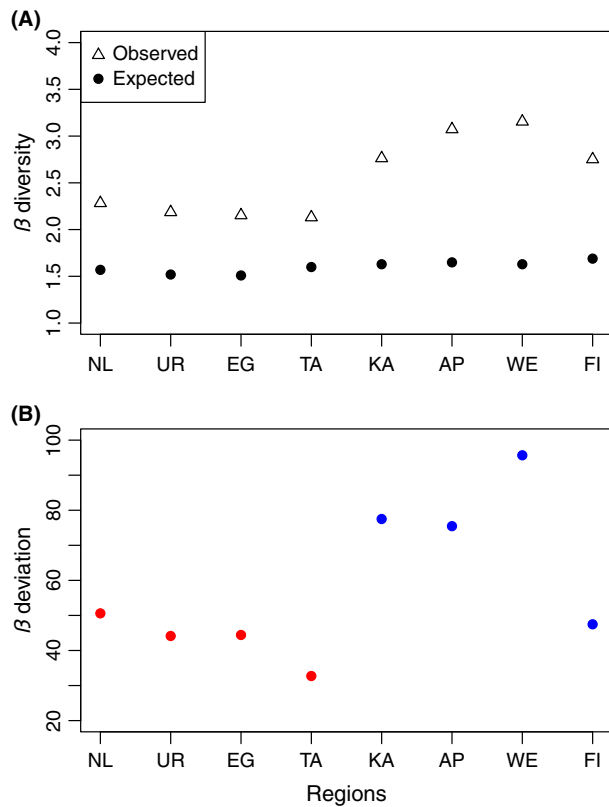 (A)
Observed
Expected
4.0
3.5
3.0
2.5
2.0
1.5
1.0
β diversity
NL UR EG TA KA AP WE FI
(B)
100
80
60
40
20
β deviation
NL UR EG TA KA AP WE FI
Regions